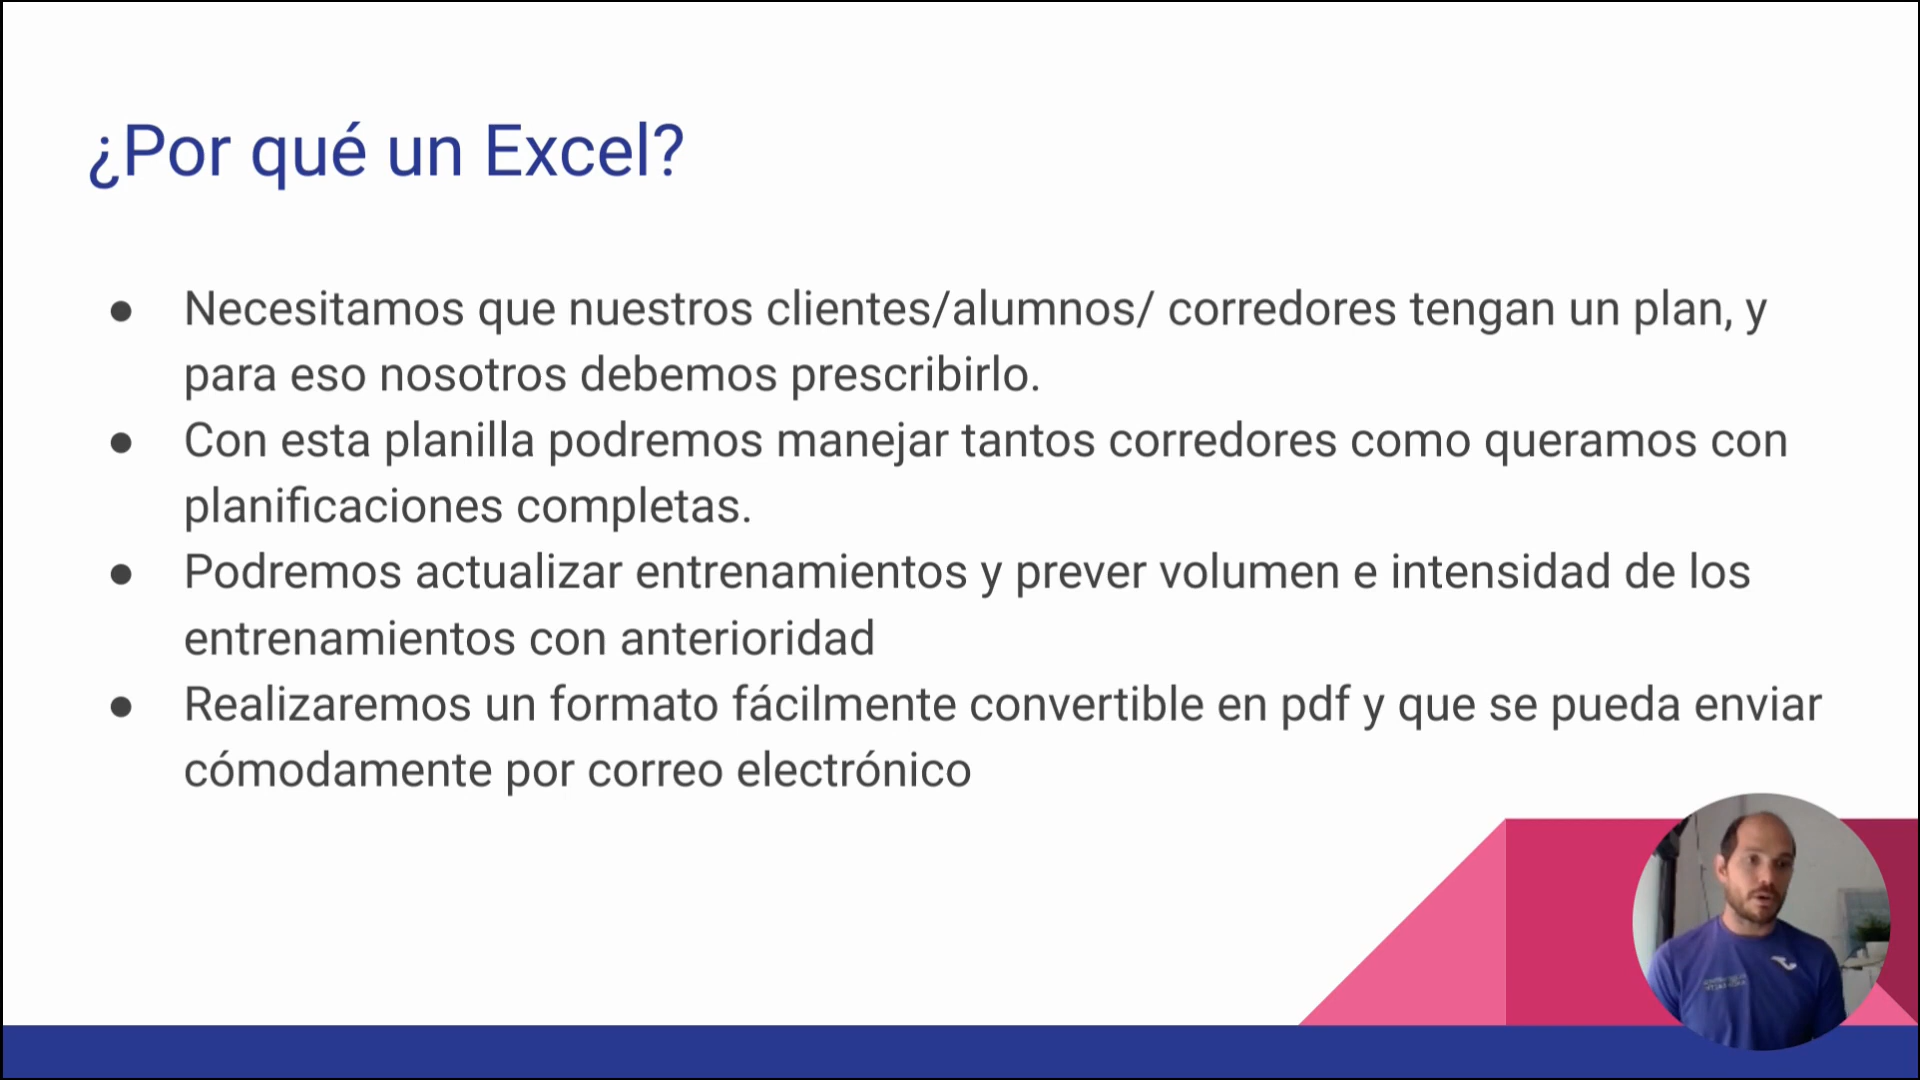 ¿Por qué un Excel?
● Necesitamos que nuestros clientes/alumnos/ corredores tengan un plan, y
para eso nosotros debemos prescribirlo.
● Con esta planilla podremos manejar tantos corredores como queramos con
planificaciones completas.
● Podremos actualizar entrenamientos y prever volumen e intensidad de los
entrenamientos con anterioridad
● Realizaremos un formato fácilmente convertible en pdf y que se pueda enviar
cómodamente por correo electrónico